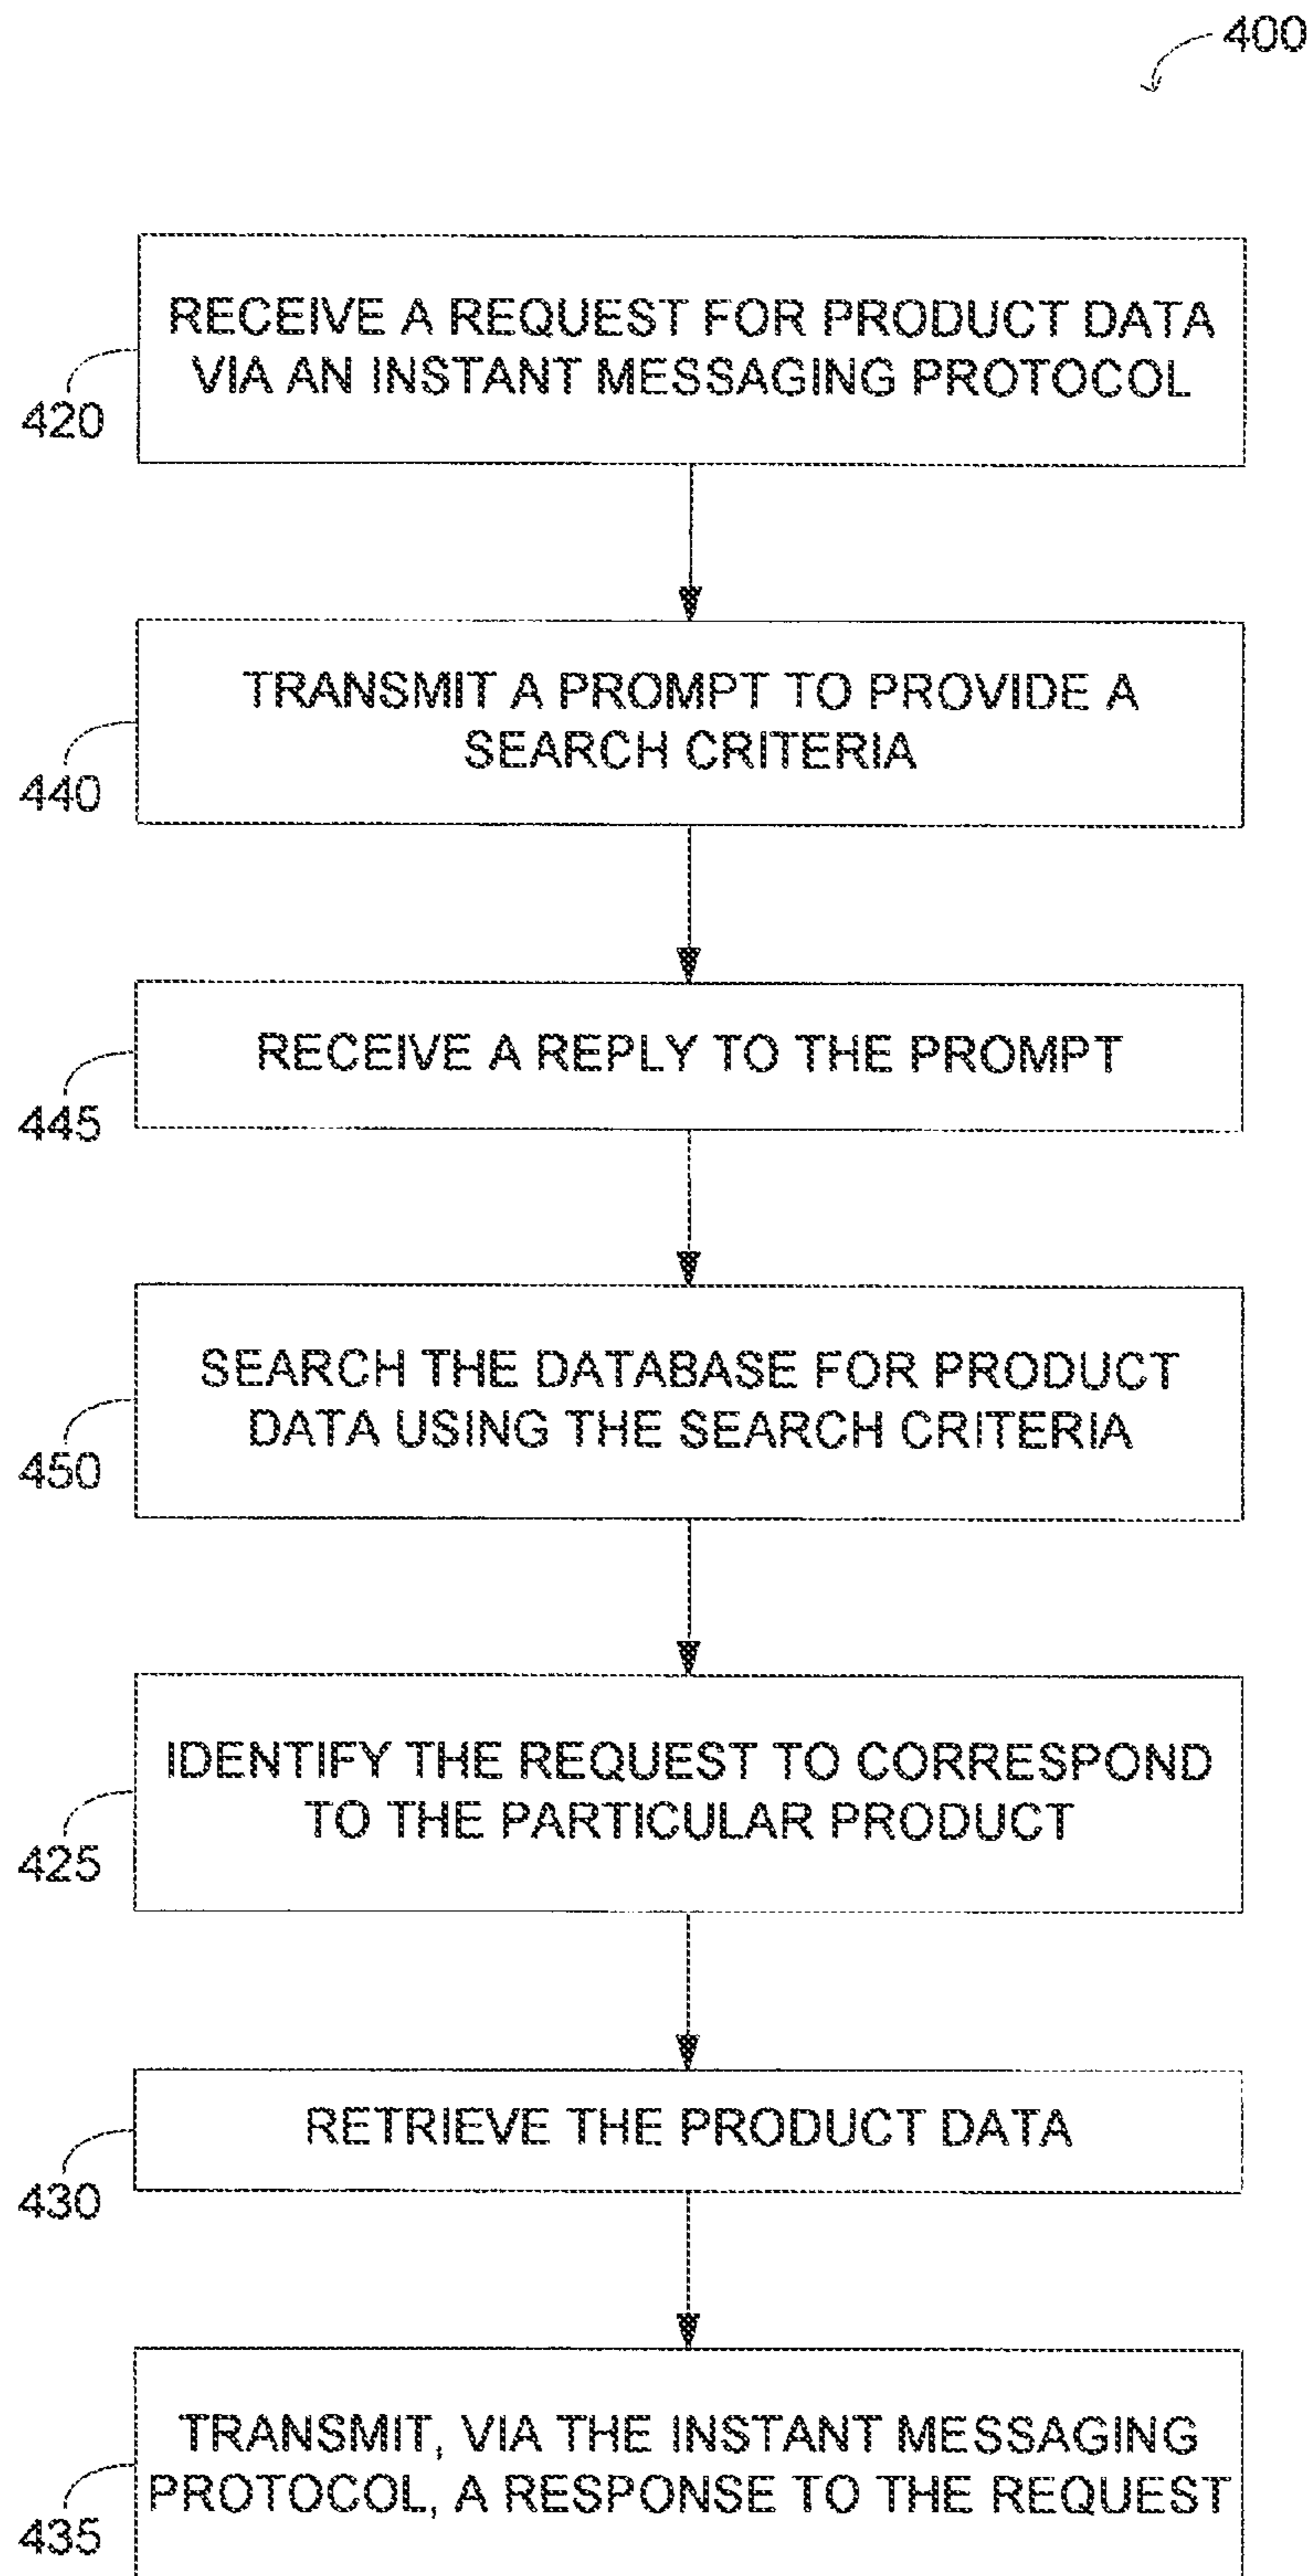 400
RECEIVE A REQUEST FOR PRODUCT DATA
VIA AN INSTANT MESSAGING PROTOCOL
420
TRANSMIT A PROMPT TO PROVIDE A
SEARCH CRITERIA
440
RECEIVE A REPLY TO THE PROMPT
445
SEARCH THE DATABASE FOR PRODUCT
DATA USING THE SEARCH CRITERIA
450
IDENTIFY THE REQUEST TO CORRESPOND
TO THE PARTICULAR PRODUCT
425
RETRIEVE THE PRODUCT DATA
430
TRANSMIT, VIA THE INSTANT MESSAGING
PROTOCOL, A RESPONSE TO THE REQUEST
435